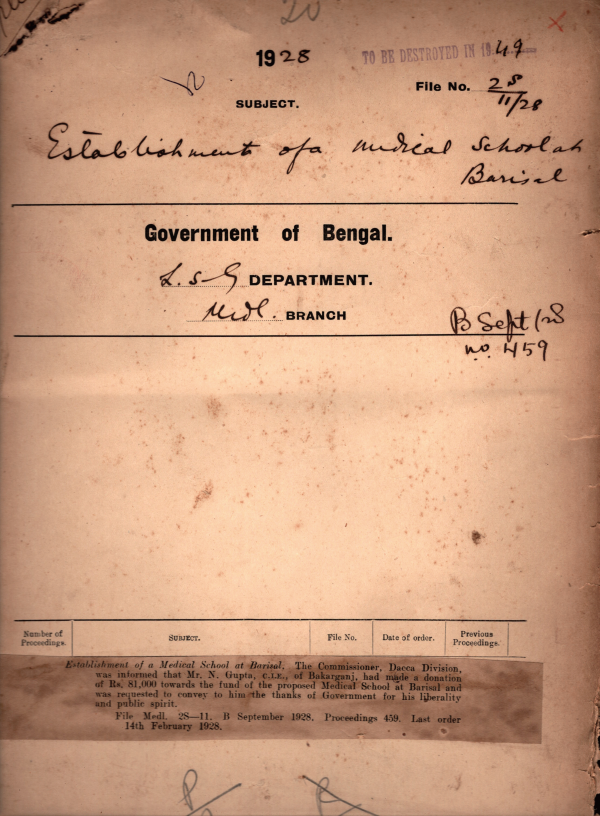 20
1928
TO BE DESTROYED IN 1949
File No. 2S
11/28
SUBJECT.
Establishment of a medical School at
Barisal
Government of Bengal.
L. S. G DEPARTMENT.
Medl. BRANCH
B Sept/28
no. 459
Number of Proceedings. SUBJECT. File No. Date of order. Previous Proceedings.
Establishment of a Medical School at Barisal. The Commissioner, Dacca Division,
was informed that Mr. N. Gupta, C.I.E., of Bakarganj, had made a donation
of Rs. 81,000 towards the fund of the proposed Medical School at Barisal and
was requested to convey to him the thanks of Government for his liberality
and public spirit.
File Medl. 2S—11. B September 1928. Proceedings 459. Last order
14th February 1928.